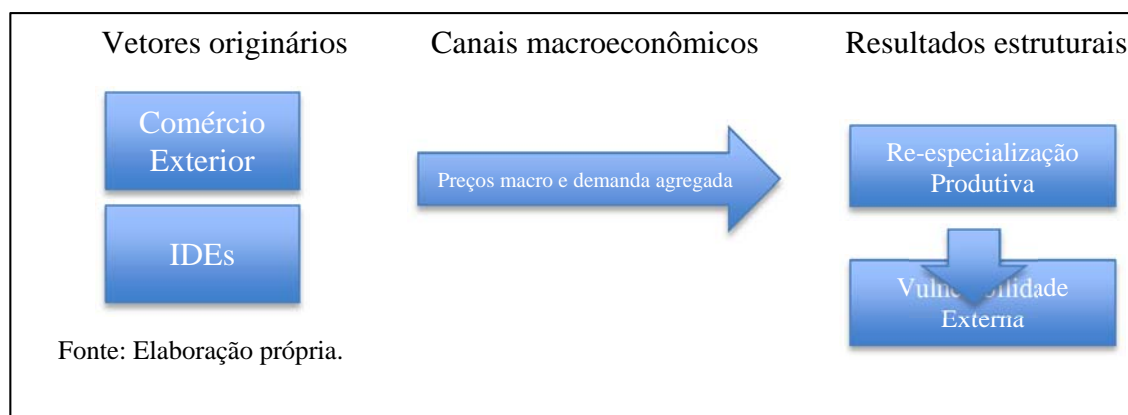 Vetores originários
Canais macroeconômicos
Resultados estruturais
Comércio
Exterior
IDEs
Preços macro e demanda agregada
Re-especialização
Produtiva
Vulnerabilidade
Externa
Fonte: Elaboração própria.